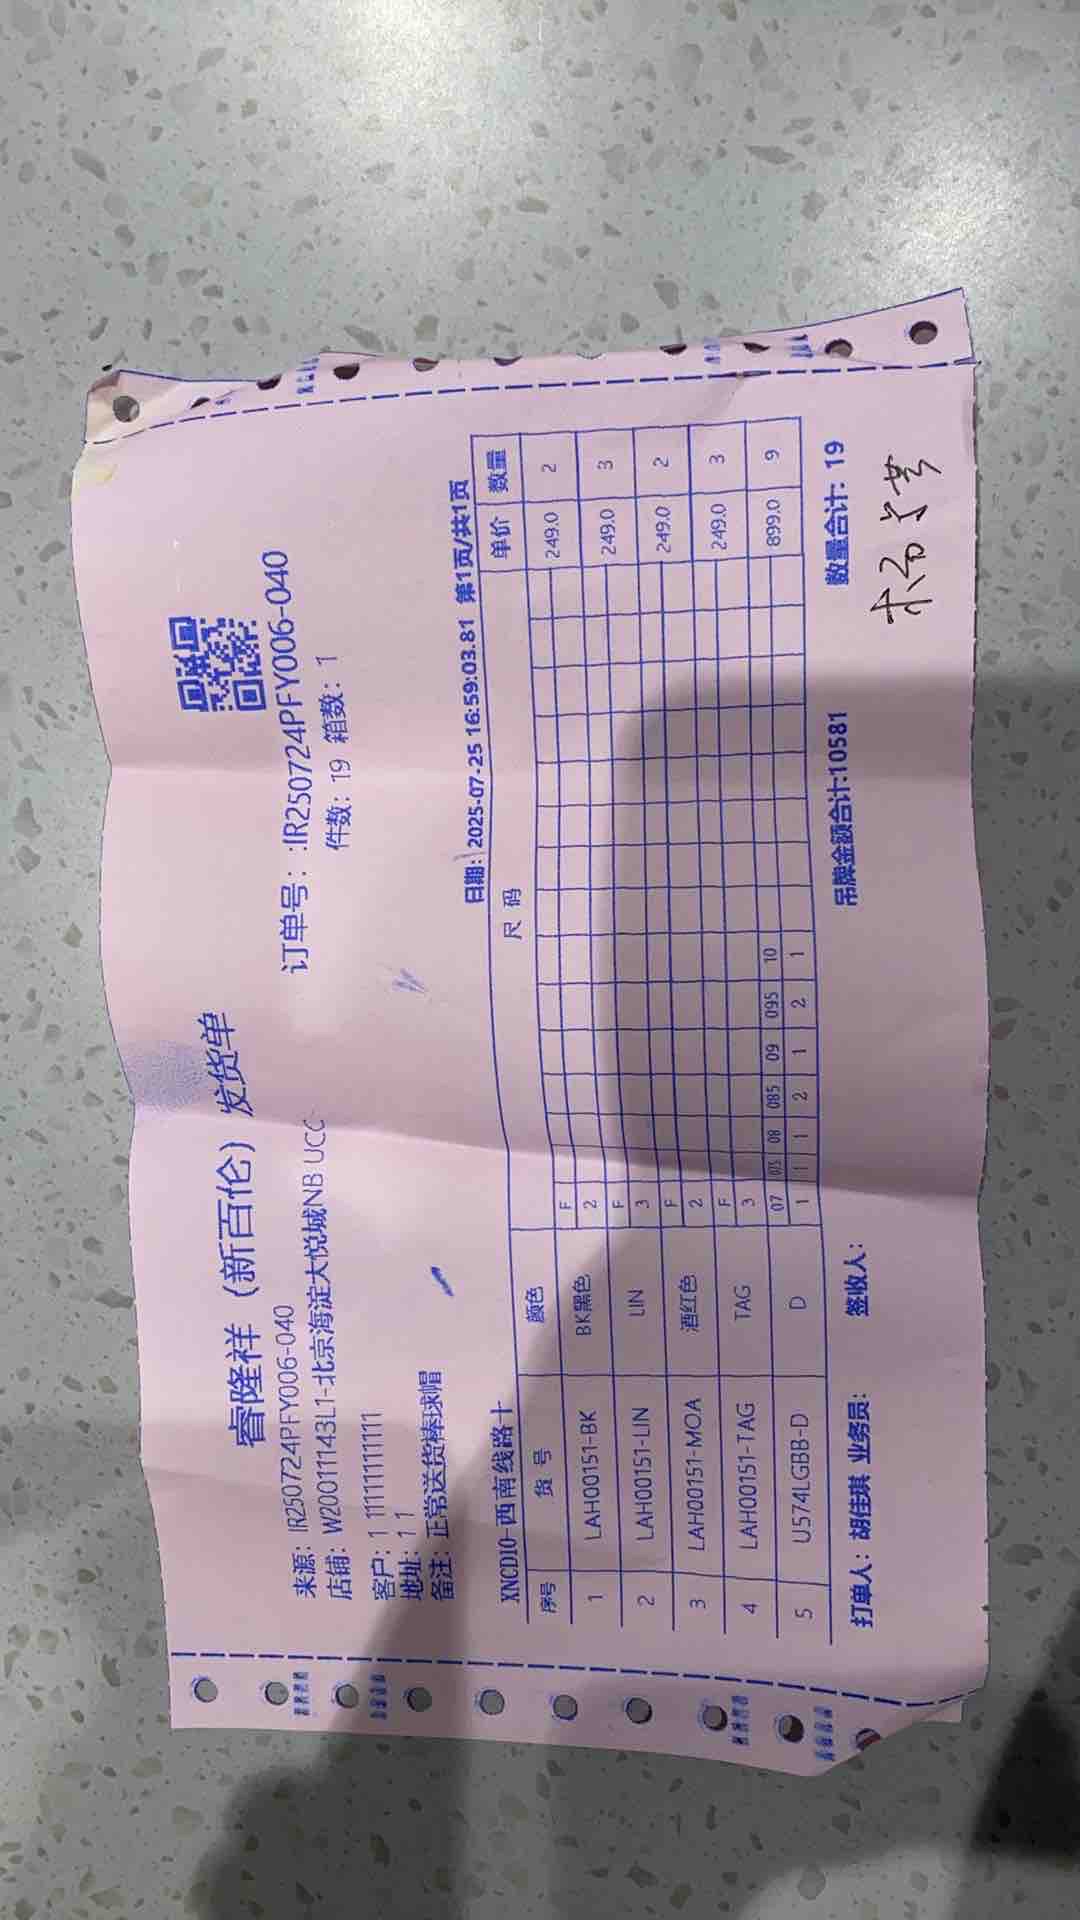 睿隆祥（新百伦）发货单
来源：IR250724PFY006-040
订单号：:IR250724PFY006-040
店铺：W20011143L1-北京海淀大悦城NB UCC
件数：19 箱数：1
客户：1 11111111111
地址：1 1
备注：正常送货棒球帽
日期：2025-07-25 16:59:03.81 第1页/共1页
XNCD10-西南线路十
序号 货号 颜色 尺码 单价 数量
F
1 LAH00151-BK BK黑色 2 249.0 2
F
2 LAH00151-LIN LIN 3 249.0 3
F
3 LAH00151-MOA 酒红色 2 249.0 2
F
4 LAH00151-TAG TAG 3 249.0 3
07 075 08 085 09 095 10
5 U574LGBB-D D 1 1 1 2 1 2 1 899.0 9
打单人：胡佳琪 业务员： 签收人： 吊牌金额合计:10581 数量合计：19